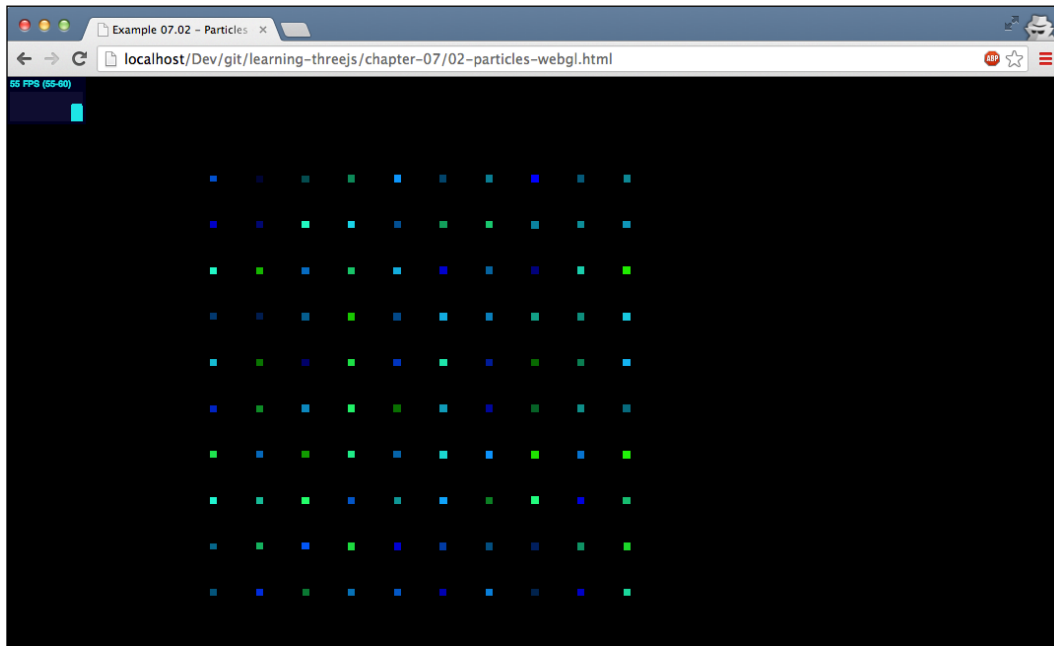 Example 07.02 - Particles
localhost/Dev/git/learning-threejs/chapter-07/02-particles-webgl.html
ABP
55 FPS (55-60)